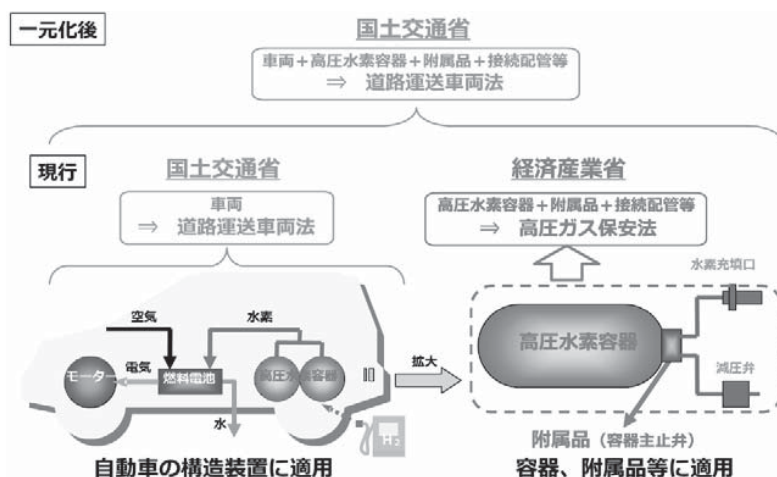 一元化後
国土交通省
車両+高圧水素容器+附属品+接続配管等
⇒ 道路運送車両法
現行
国土交通省
車両
⇒ 道路運送車両法
経済産業省
高圧水素容器+附属品+接続配管等
⇒ 高圧ガス保安法
空気
水素
モーター
電気
燃料電池
高圧水素容器
水
拡大
水素充填口
高圧水素容器
減圧弁
附属品(容器主止弁)
自動車の構造装置に適用
容器、附属品等に適用